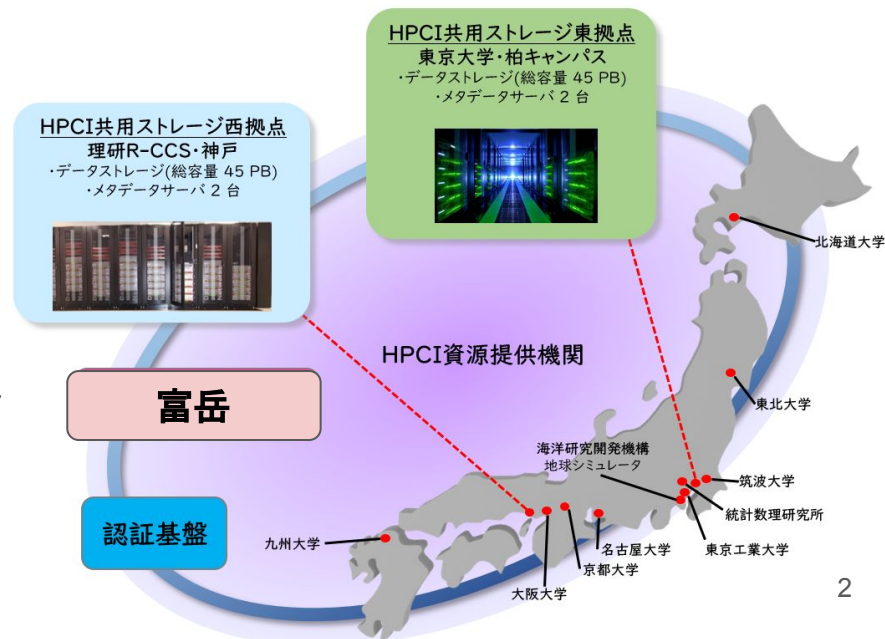 HPCI共用ストレージ東拠点
東京大学・柏キャンパス
・データストレージ(総容量 45 PB)
・メタデータサーバ 2 台
HPCI共用ストレージ西拠点
理研R-CCS・神戸
・データストレージ(総容量 45 PB)
・メタデータサーバ 2 台
北海道大学
HPCI資源提供機関
富岳
東北大学
海洋研究開発機構
地球シミュレータ
筑波大学
統計数理研究所
認証基盤
九州大学
東京工業大学
名古屋大学
京都大学
大阪大学
2